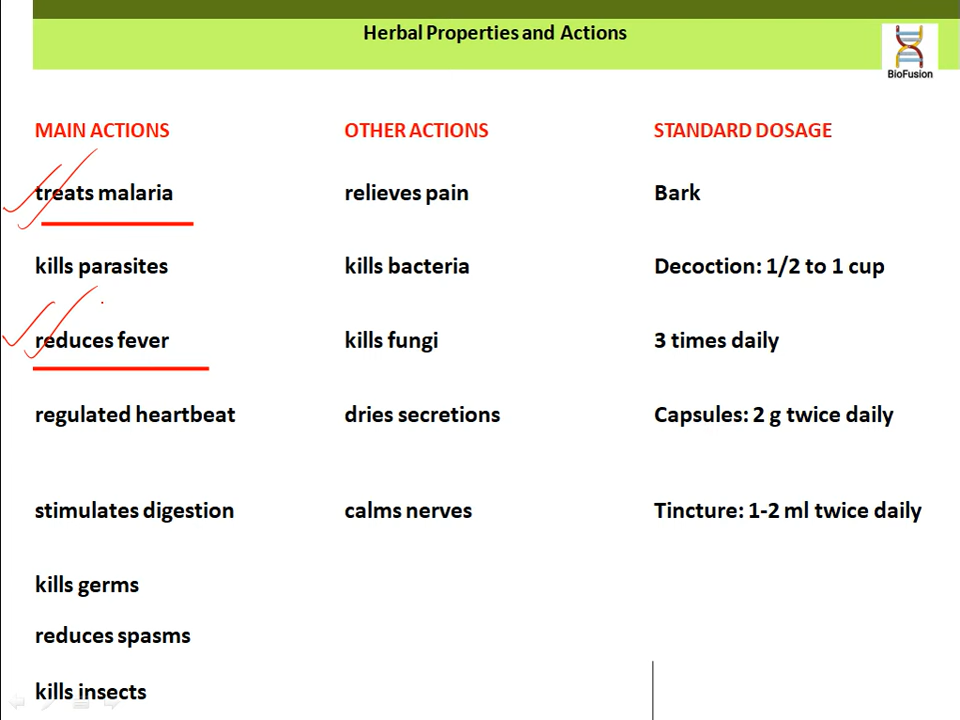 Herbal Properties and Actions
BioFusion
MAIN ACTIONS OTHER ACTIONS STANDARD DOSAGE
treats malaria relieves pain Bark
kills parasites kills bacteria Decoction: 1/2 to 1 cup
reduces fever kills fungi 3 times daily
regulated heartbeat dries secretions Capsules: 2 g twice daily
stimulates digestion calms nerves Tincture: 1-2 ml twice daily
kills germs
reduces spasms
kills insects